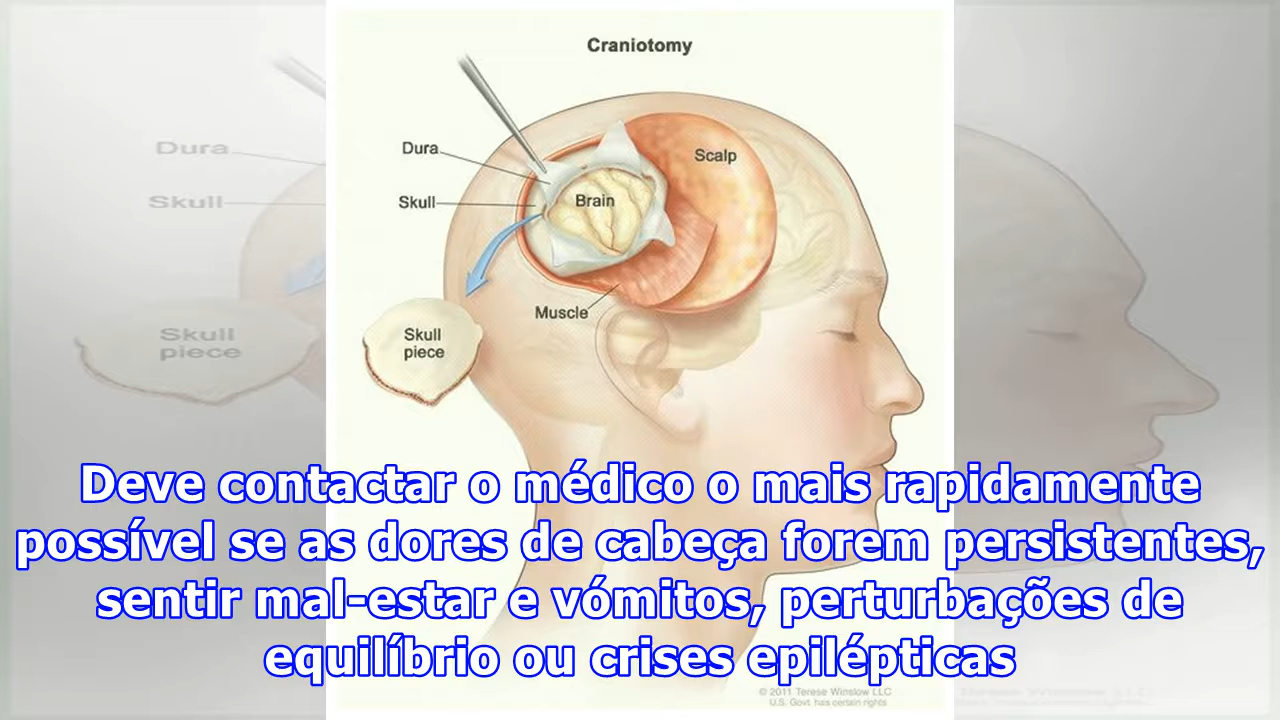 Craniotomy
Dura
Scalp
Skull
Brain
Muscle
Skull
piece
Dura
Skull
Skull
piece
Deve contactar o médico o mais rapidamente
possível se as dores de cabeça forem persistentes,
sentir mal-estar e vómitos, perturbações de
equilíbrio ou crises epilépticas
© 2011 Terese Winslow LLC
U.S. Govt. has certain rights